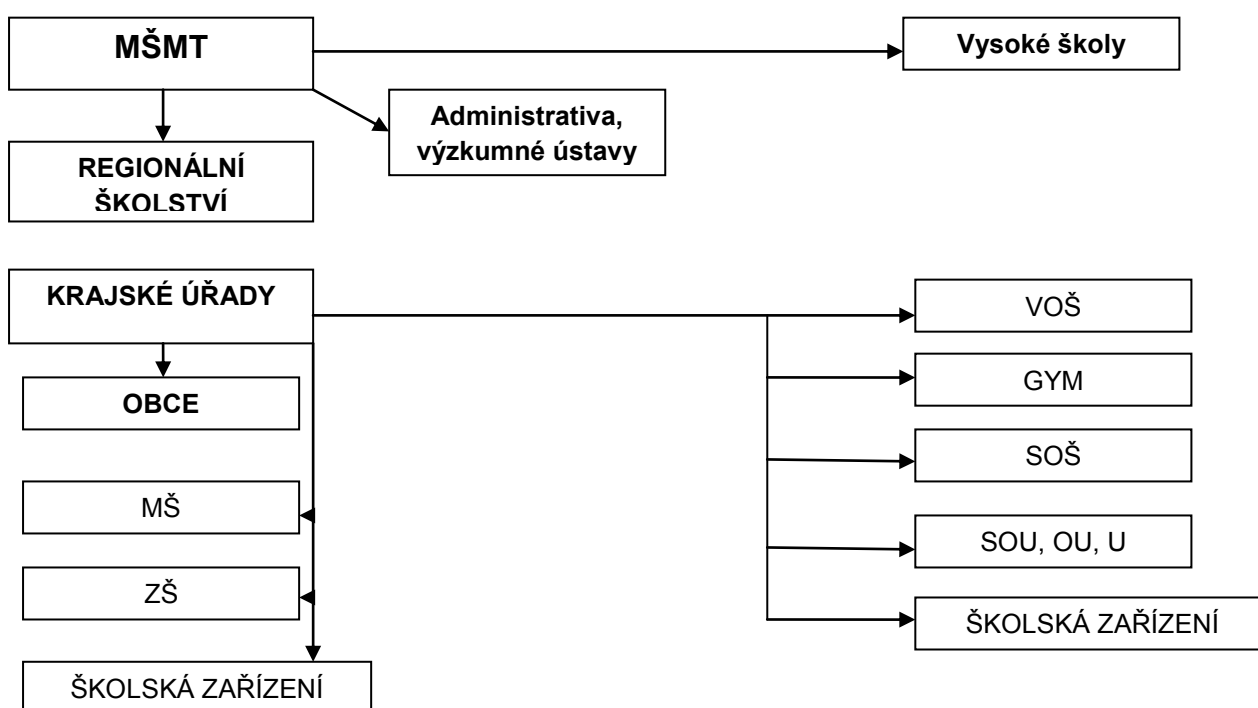 MŠMT
Vysoké školy
Administrativa,
výzkumné ústavy
REGIONÁLNÍ
ŠKOLSTVÍ
KRAJSKÉ ÚŘADY
VOŠ
GYM
OBCE
SOŠ
MŠ
SOU, OU, U
ZŠ
ŠKOLSKÁ ZAŘÍZENÍ
ŠKOLSKÁ ZAŘÍZENÍ